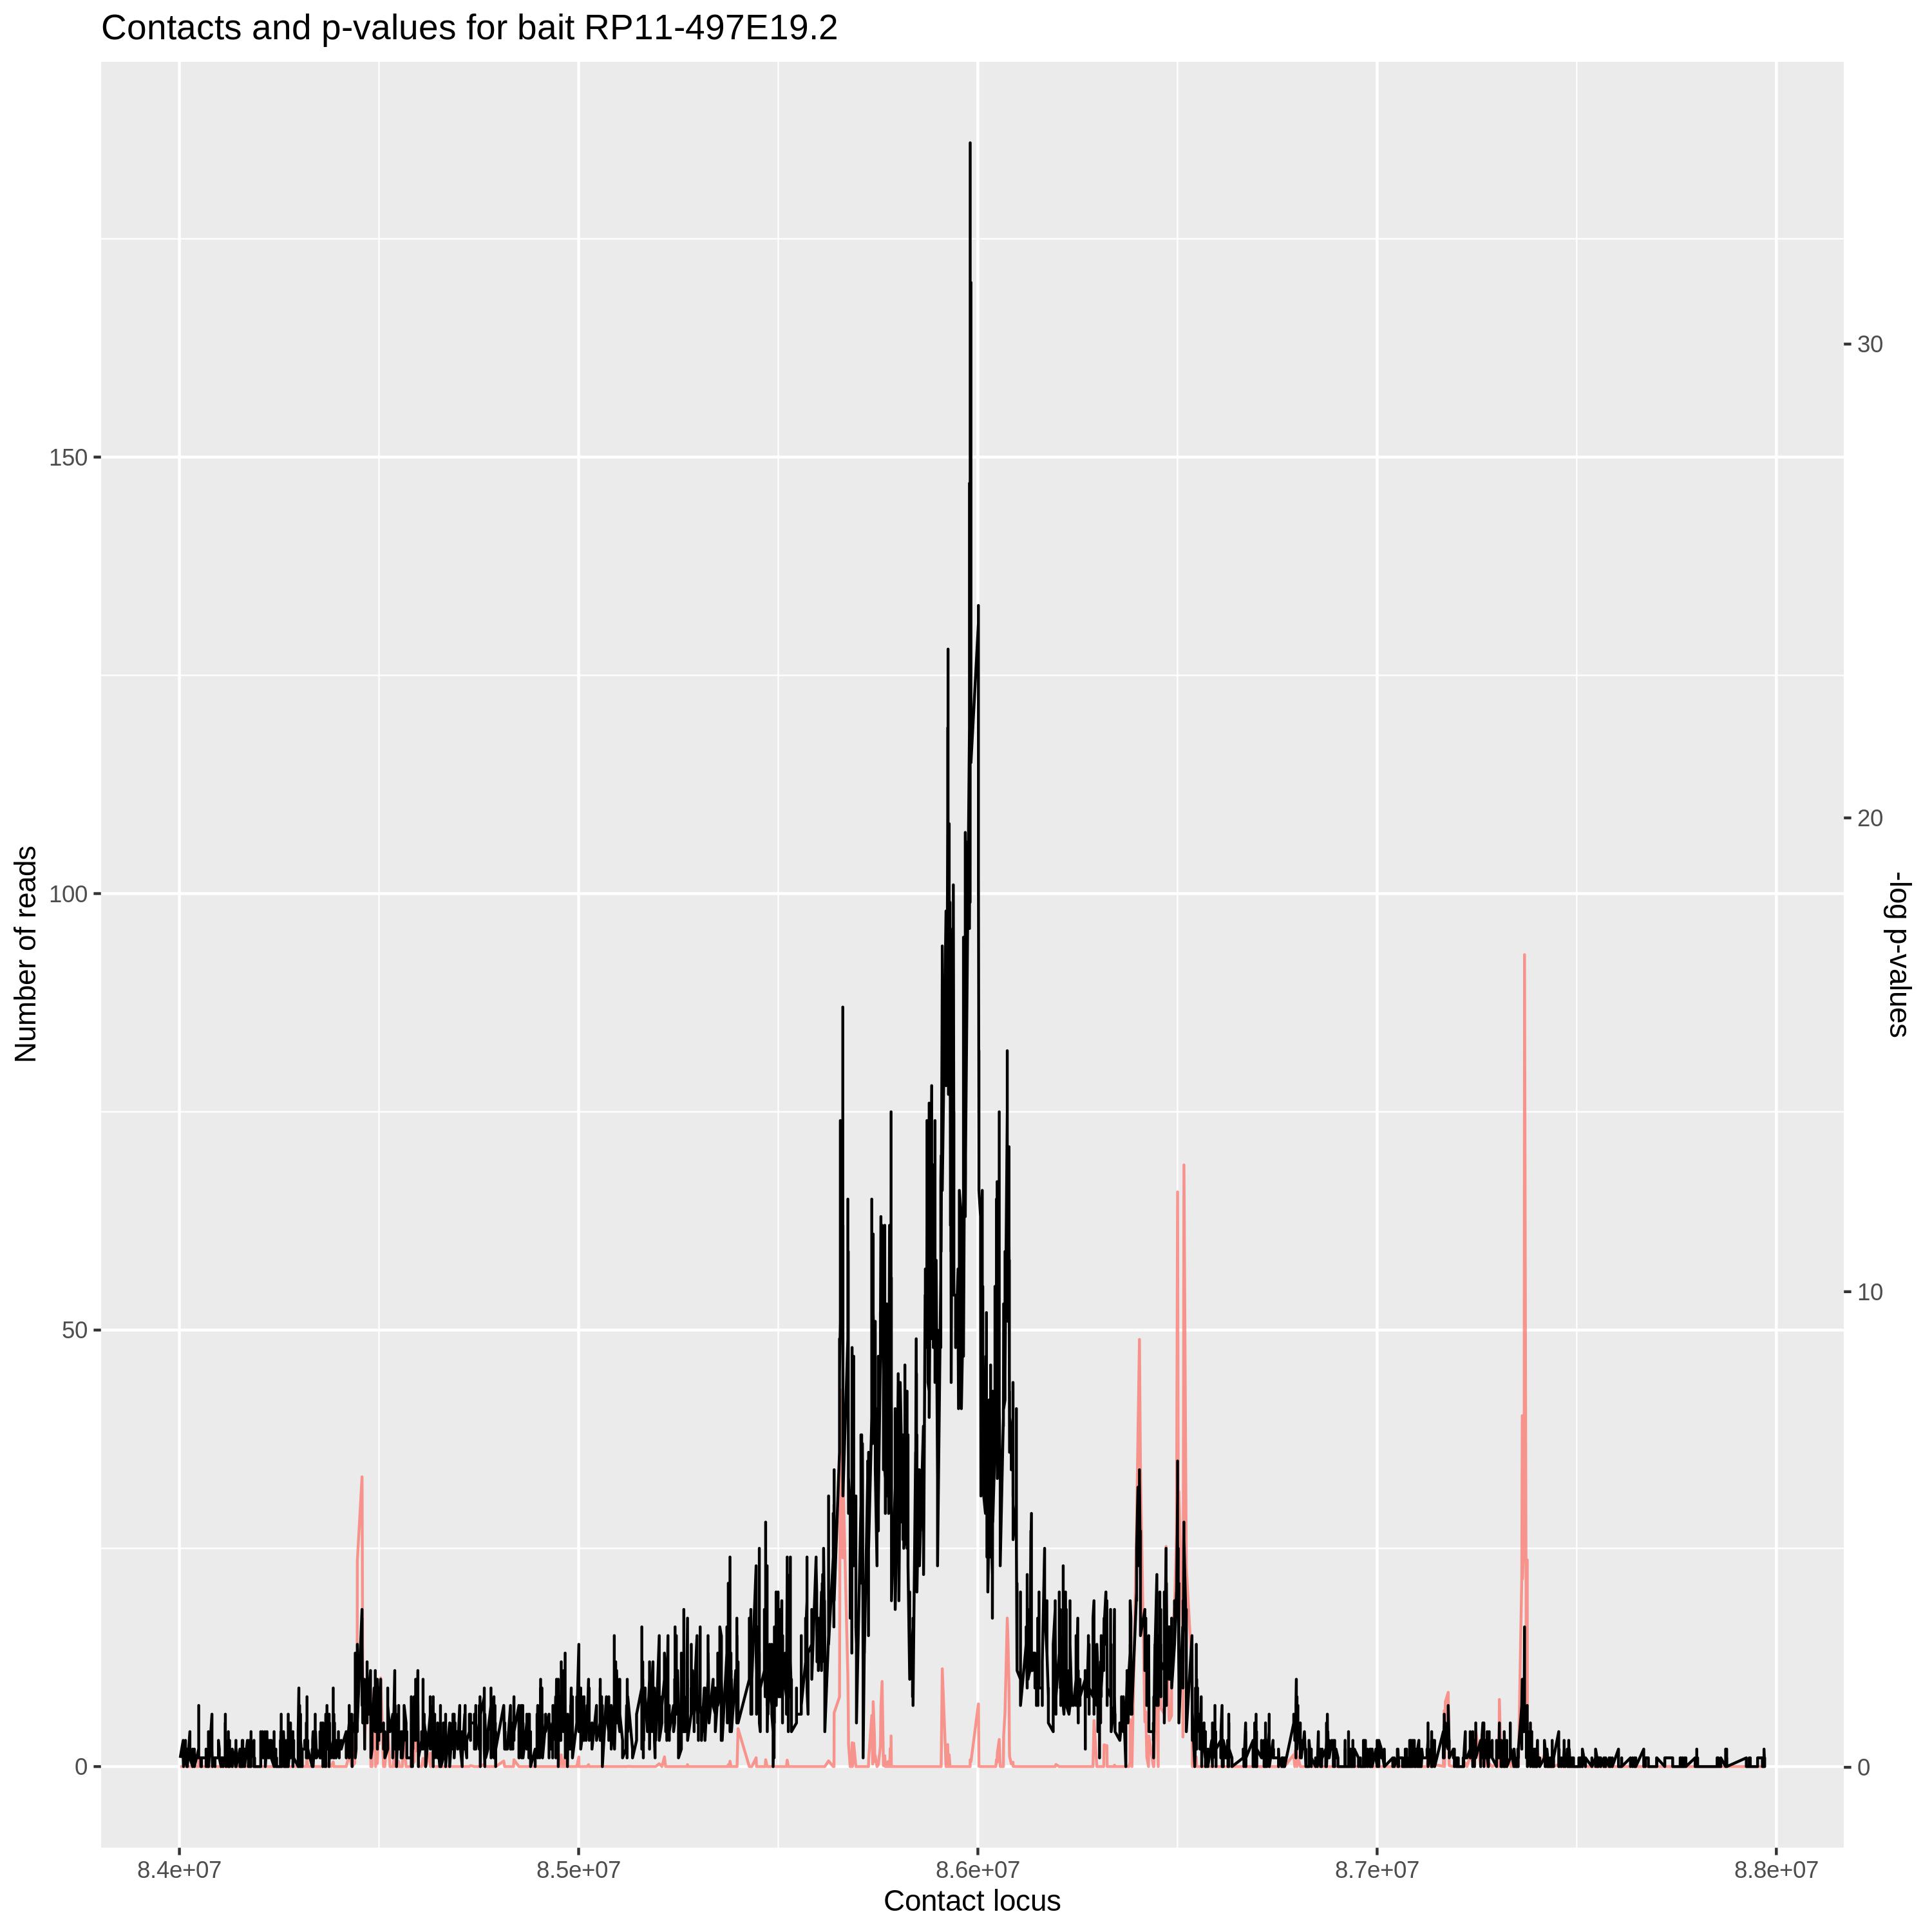 Contacts and p-values for bait RP11-497E19.2
Number of reads
150
100
50
0
30
20
10
0
-log p-values
8.4e+07 8.5e+07 8.6e+07 8.7e+07 8.8e+07
Contact locus